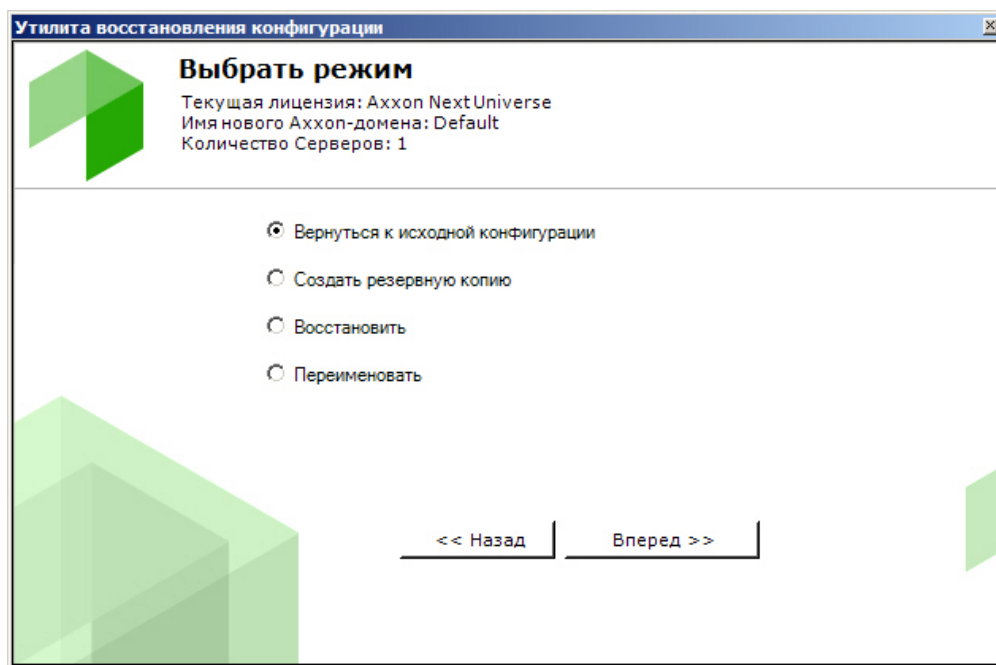 Утилита восстановления конфигурации
Выбрать режим
Текущая лицензия: Axxon Next Universe
Имя нового Аххон-домена: Default
Количество Серверов: 1
Вернуться к исходной конфигурации
Создать резервную копию
Восстановить
Переименовать
<< Назад
Вперед >>